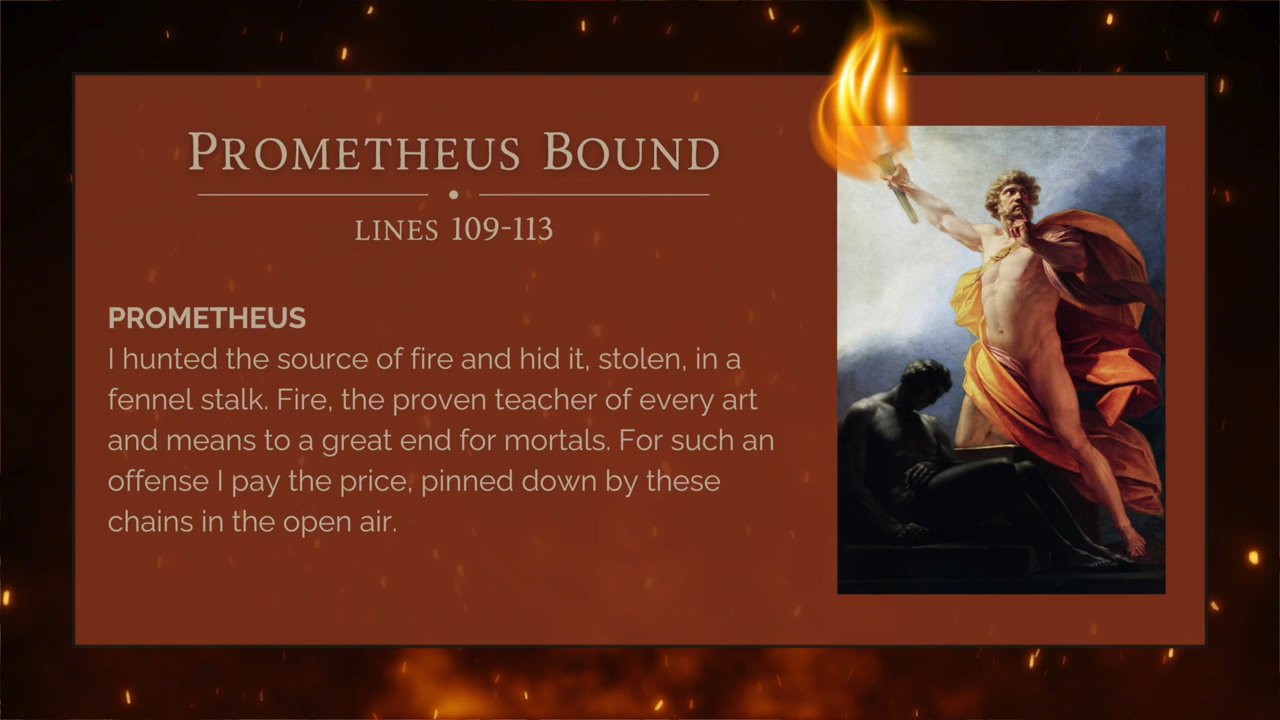 PROMETHEUS BOUND
LINES 109-113
PROMETHEUS
I hunted the source of fire and hid it, stolen, in a
fennel stalk. Fire, the proven teacher of every art
and means to a great end for mortals. For such an
offense I pay the price, pinned down by these
chains in the open air.